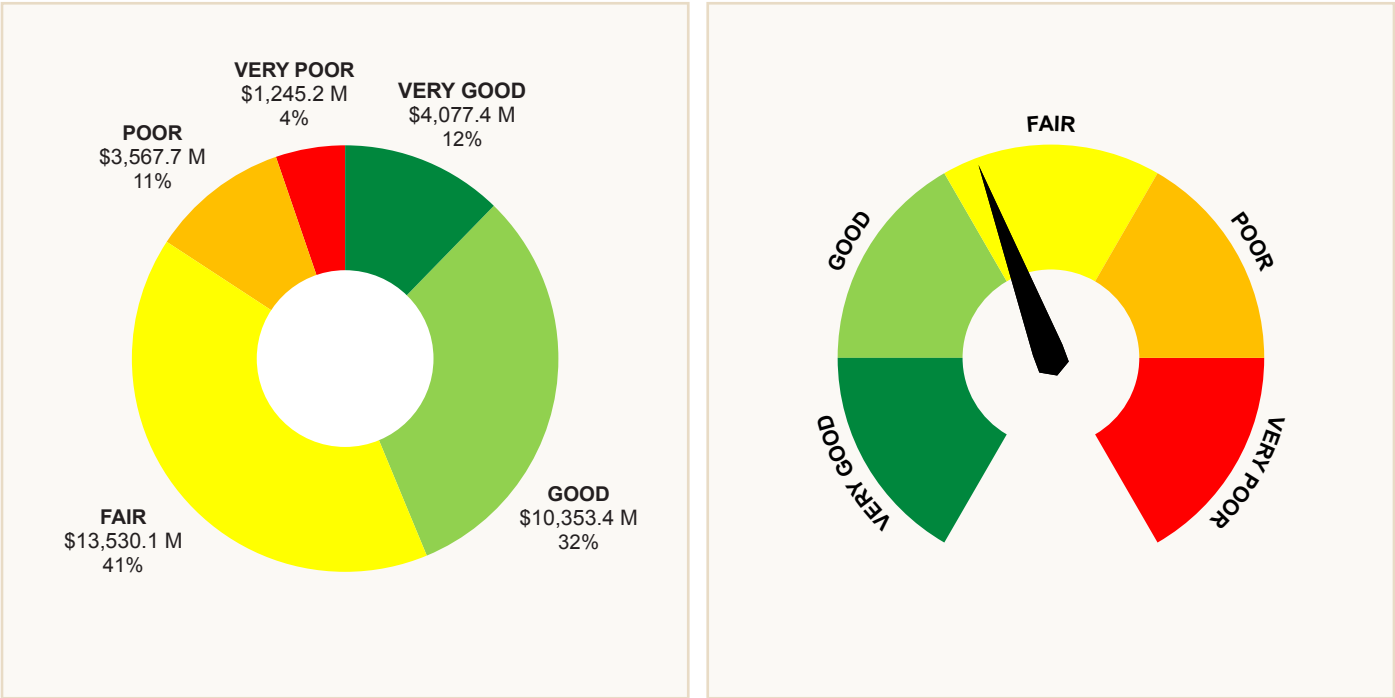 VERY POOR
$1,245.2 M
4%
VERY GOOD
$4,077.4 M
12%
POOR
$3,567.7 M
11%
GOOD
$10,353.4 M
32%
FAIR
$13,530.1 M
41%
FAIR
GOOD
POOR
VERY GOOD
VERY POOR